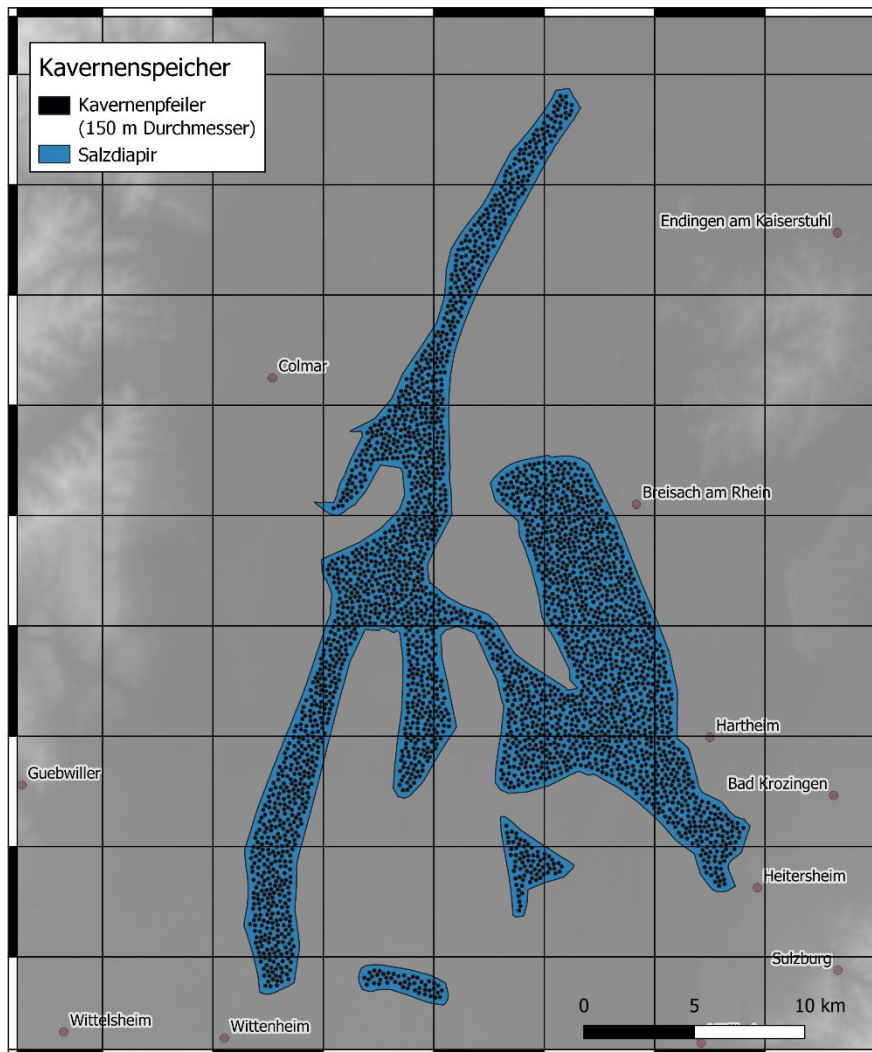 Kavernenspeicher
Kavernenpfeiler
(150 m Durchmesser)
Salzdiapir
Endingen am Kaiserstuhl
Colmar
Breisach am Rhein
Hartheim
Guebwiller
Bad Krozingen
Heitersheim
Sulzburg
0 5 10 km
Wittelsheim
Wittenheim